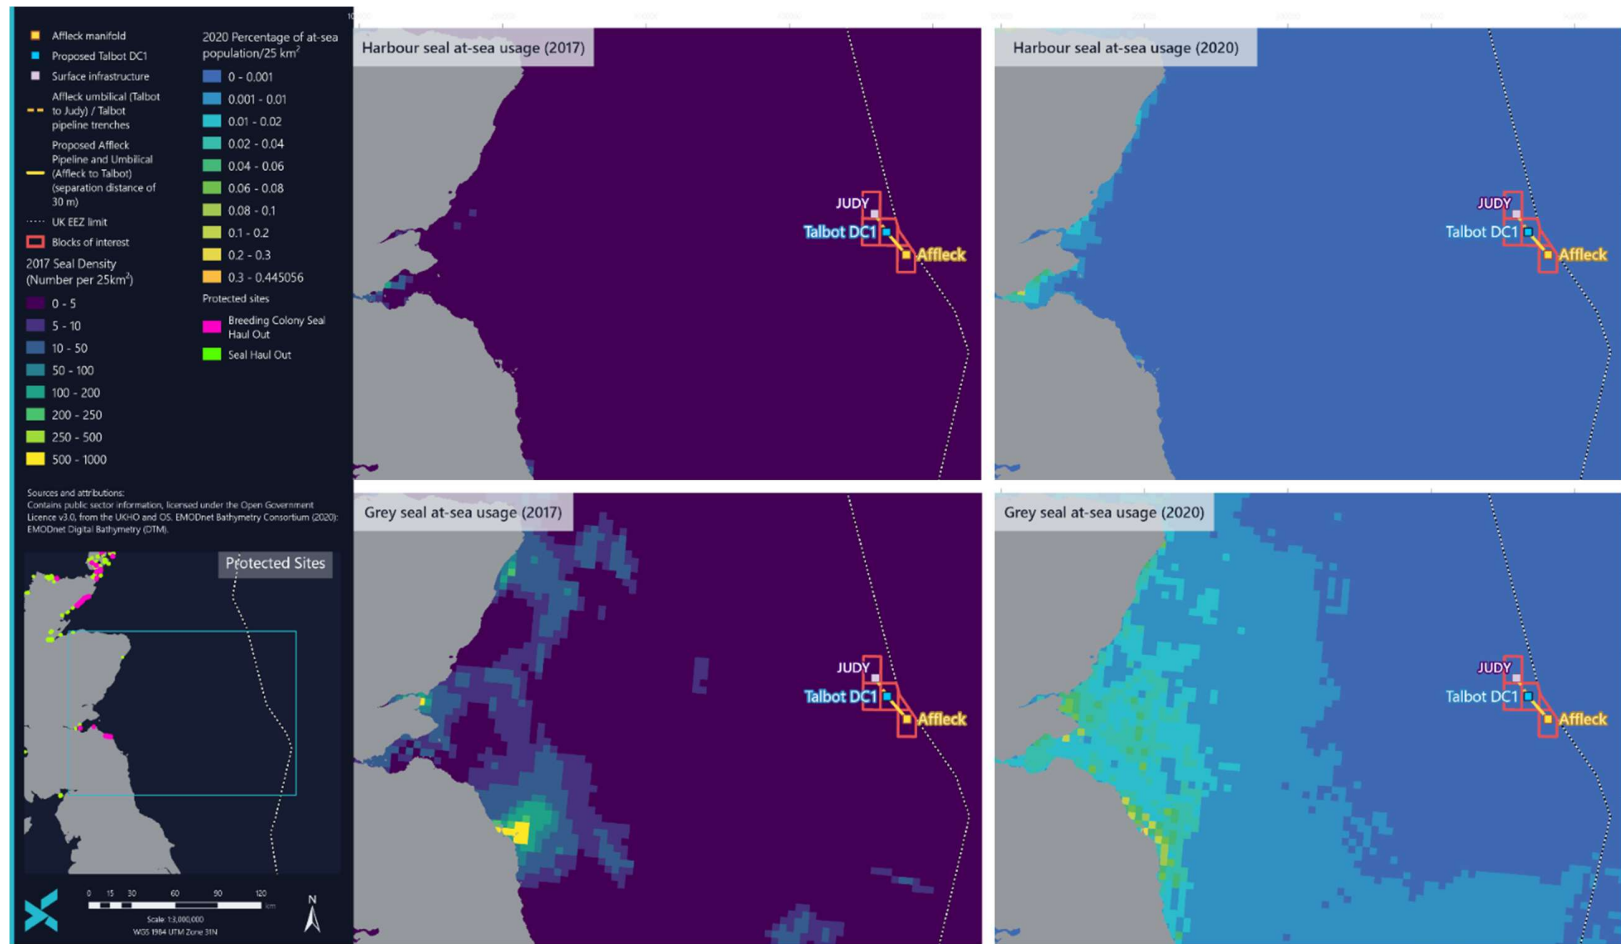 Affleck manifold
Proposed Talbot DC1
Surface infrastructure
Affleck umbilical (Talbot
to Judy) / Talbot
pipeline trenches
Proposed Affleck
Pipeline and Umbilical
(Affleck to Talbot)
(separation distance of
30 m)
UK EEZ limit
Blocks of interest
2017 Seal Density
(Number per 25km²)
0 - 5
5 - 10
10 - 50
50 - 100
100 - 200
200 - 250
250 - 500
500 - 1000
2020 Percentage of at-sea
population/25 km²
0 - 0.001
0.001 - 0.01
0.01 - 0.02
0.02 - 0.04
0.04 - 0.06
0.06 - 0.08
0.08 - 0.1
0.1 - 0.2
0.2 - 0.3
0.3 - 0.445056
Protected sites
Breeding Colony Seal
Haul Out
Seal Haul Out
Sources and attributions:
Contains public sector information, licensed under the Open Government
Licence v3.0, from the UKHO and OS. EMODnet Bathymetry Consortium (2020):
EMODnet Digital Bathymetry (DTM).
Protected Sites
0 15 30 60 90 120
km
Scale: 1:3,000,000
WGS 1984 UTM Zone 31N
N
Harbour seal at-sea usage (2017)
JUDY
Talbot DC1
Affleck
Harbour seal at-sea usage (2020)
JUDY
Talbot DC1
Affleck
Grey seal at-sea usage (2017)
JUDY
Talbot DC1
Affleck
Grey seal at-sea usage (2020)
JUDY
Talbot DC1
Affleck